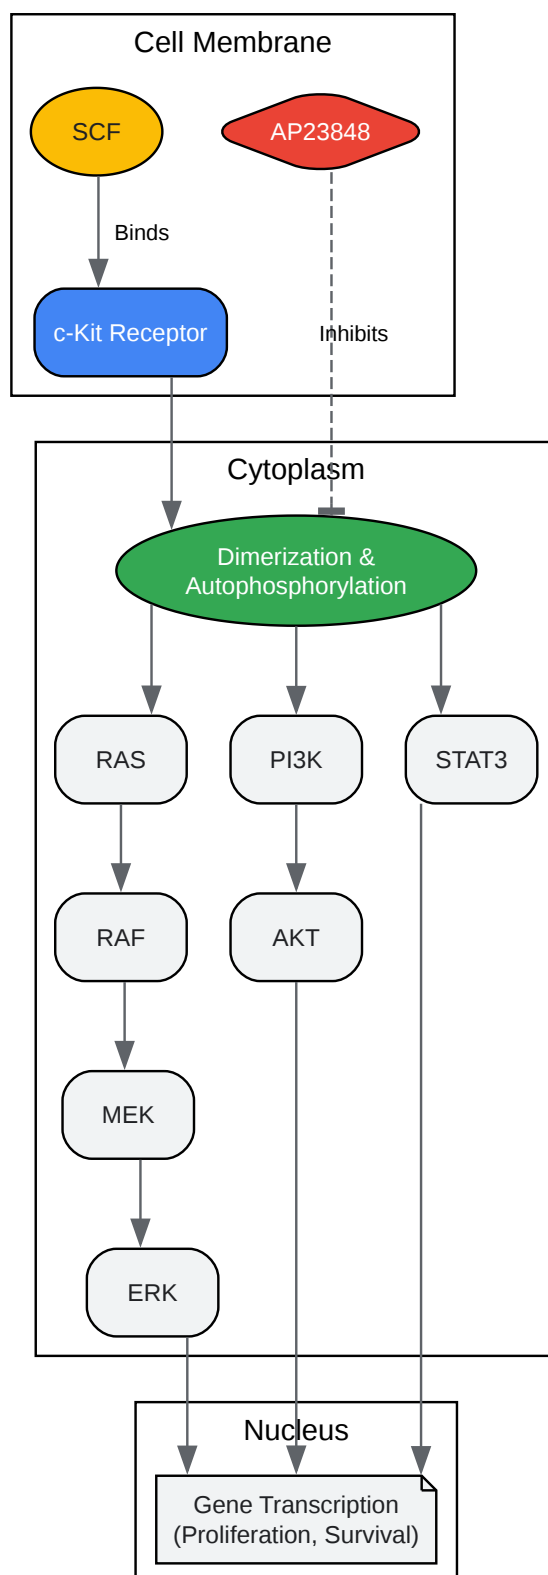 Cell Membrane
SCF
AP23848
Binds
c-Kit Receptor
Inhibits
Cytoplasm
Dimerization &
Autophosphorylation
RAS
PI3K
STAT3
RAF
AKT
MEK
ERK
Nucleus
Gene Transcription
(Proliferation, Survival)